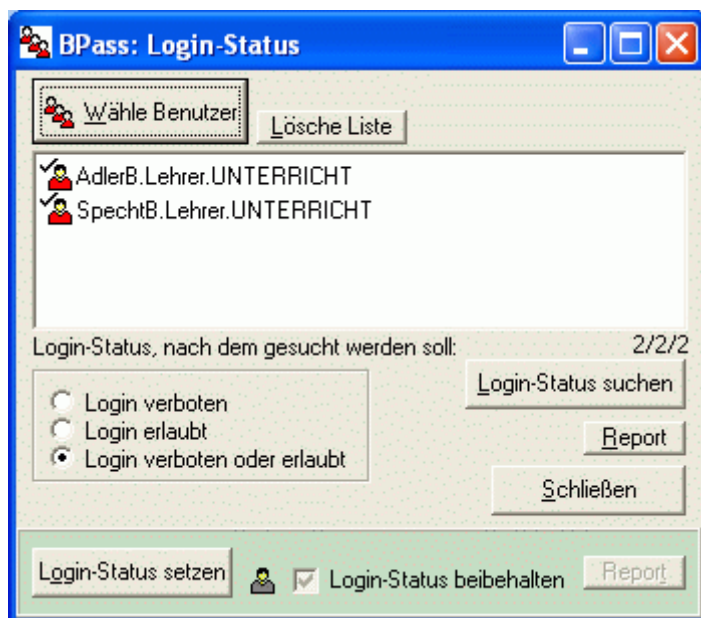 BPass: Login-Status
Wähle Benutzer
Lösche Liste
AdlerB.Lehrer.UNTERRICHT
SpechtB.Lehrer.UNTERRICHT
Login-Status, nach dem gesucht werden soll:
2/2/2
Login verboten
Login erlaubt
Login verboten oder erlaubt
Login-Status suchen
Report
Schließen
Login-Status setzen
Login-Status beibehalten
Report